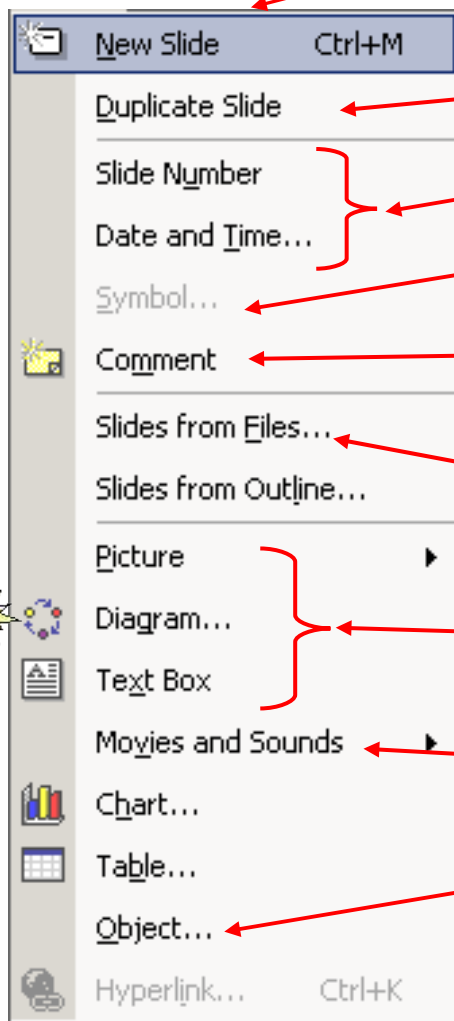 New Slide Ctrl+M
Duplicate Slide
Slide Number
Date and Time...
Symbol...
Comment
Slides from Files...
Slides from Outline...
Picture
Diagram...
Text Box
Movies and Sounds
Chart...
Table...
Object...
Hyperlink... Ctrl+K